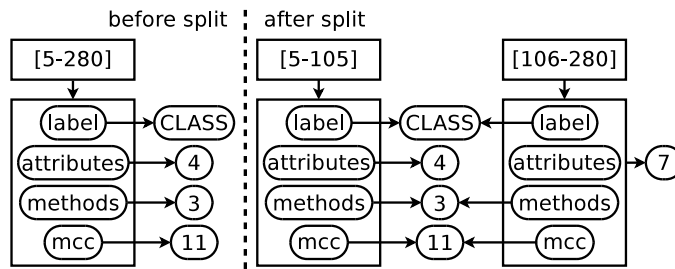 before split after split
[5-280] [5-105] [106-280]
label CLASS label CLASS label
attributes 4 attributes 4 attributes 7
methods 3 methods 3 methods
mcc 11 mcc 11 mcc